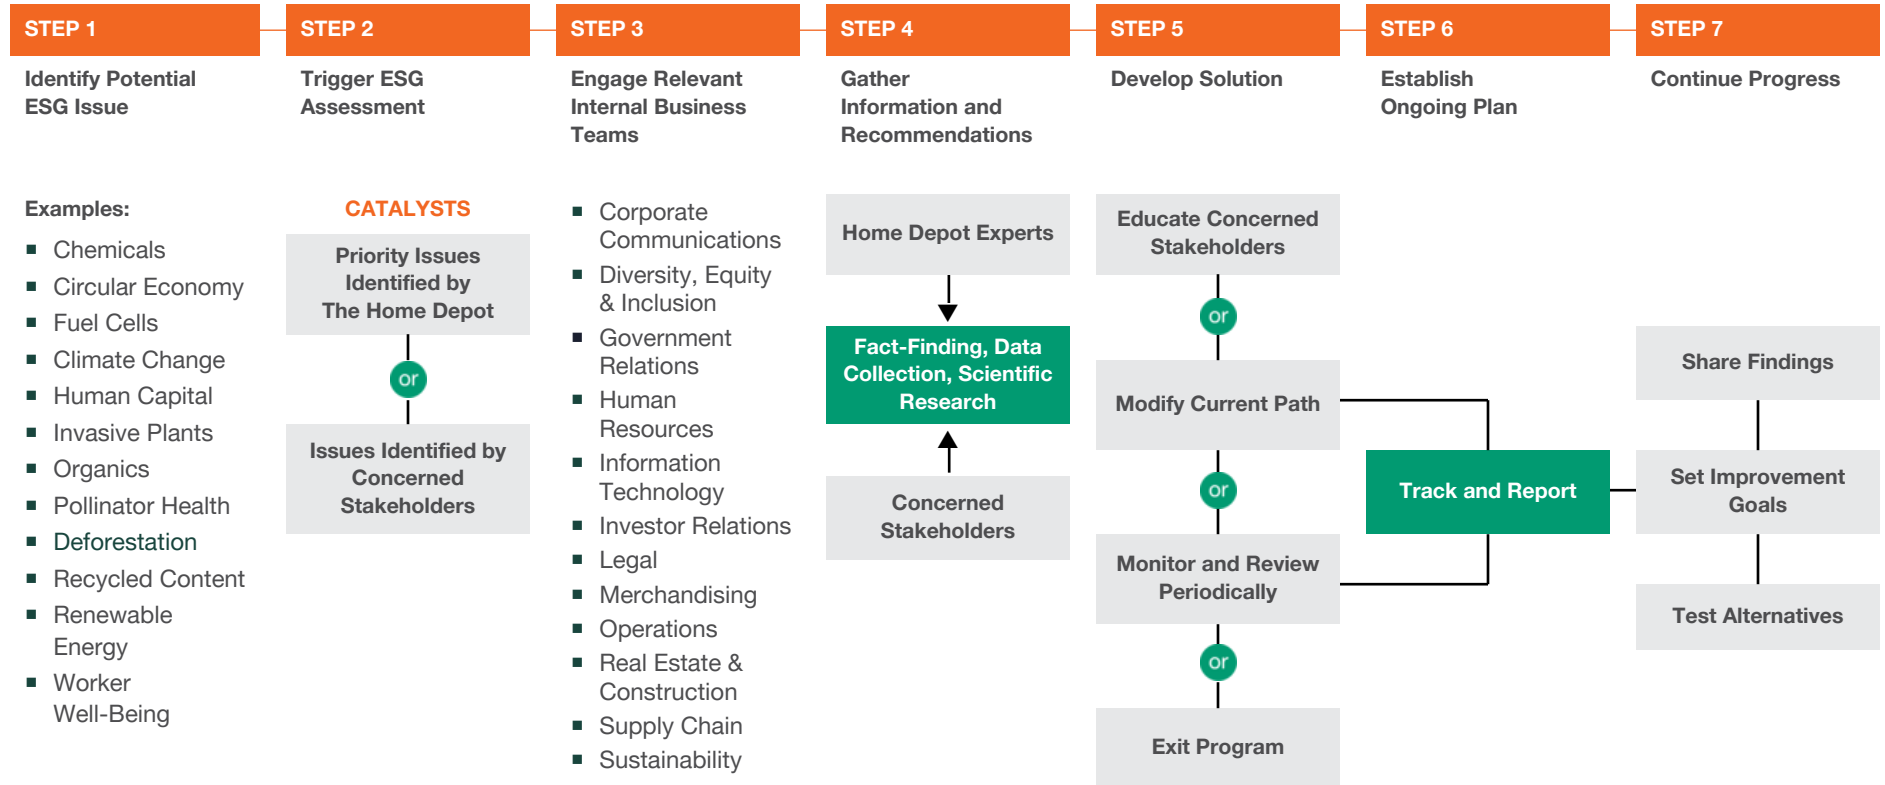 STEP 1
Identify Potential
ESG Issue
Examples:
Chemicals
Circular Economy
Fuel Cells
Climate Change
Human Capital
Invasive Plants
Organics
Pollinator Health
Deforestation
Recycled Content
Renewable
Energy
Worker
Well-Being
STEP 2
Trigger ESG
Assessment
CATALYSTS
Priority Issues
Identified by
The Home Depot
or
Issues Identified by
Concerned
Stakeholders
STEP 3
Engage Relevant
Internal Business
Teams
Corporate
Communications
Diversity, Equity
& Inclusion
Government
Relations
Human
Resources
Information
Technology
Investor Relations
Legal
Merchandising
Operations
Real Estate &
Construction
Supply Chain
Sustainability
STEP 4
Gather
Information and
Recommendations
Home Depot Experts
Fact-Finding, Data
Collection, Scientific
Research
Concerned
Stakeholders
STEP 5
Develop Solution
Educate Concerned
Stakeholders
or
Modify Current Path
or
Monitor and Review
Periodically
or
Exit Program
STEP 6
Establish
Ongoing Plan
Track and Report
STEP 7
Continue Progress
Share Findings
Set Improvement
Goals
Test Alternatives